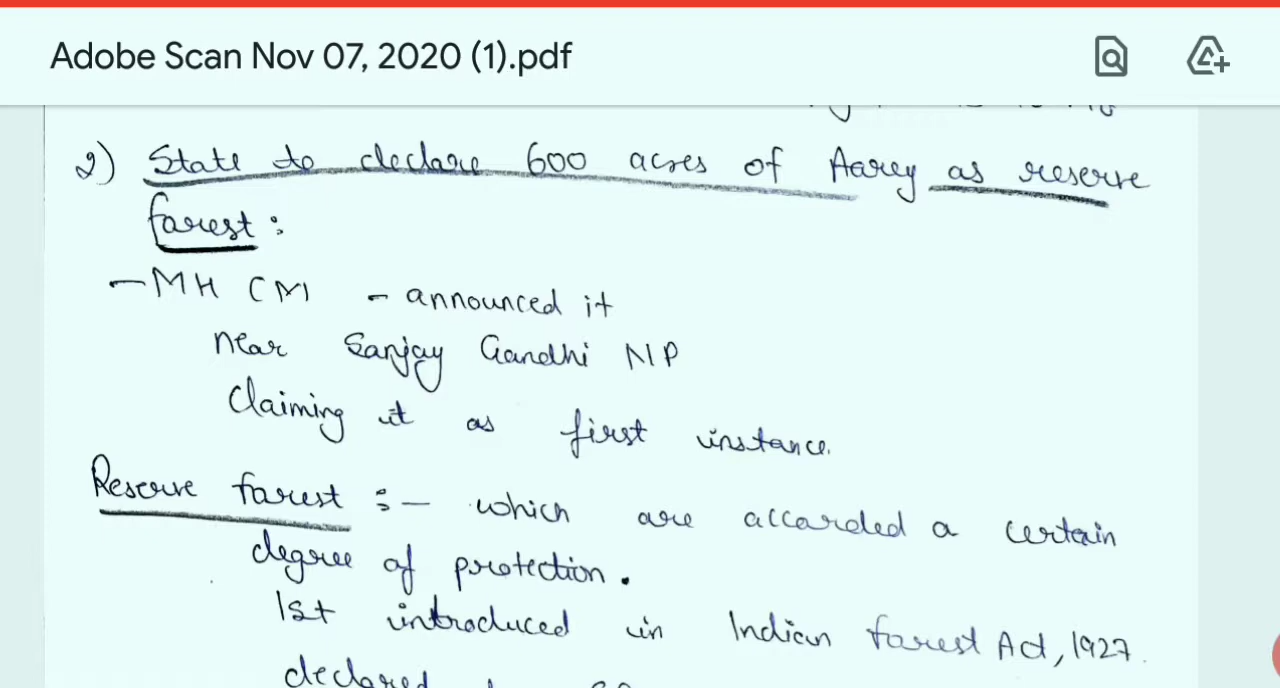 Adobe Scan Nov 07, 2020 (1).pdf
2) State to declare 600 acres of Aarey as reserve
forest :
- MH CM - announced it
near Sanjay Gandhi NP
Claiming it as first instance.
Reserve forest :- which are accorded a certain
degree of protection.
1st introduced in Indian forest Act, 1927.
declared